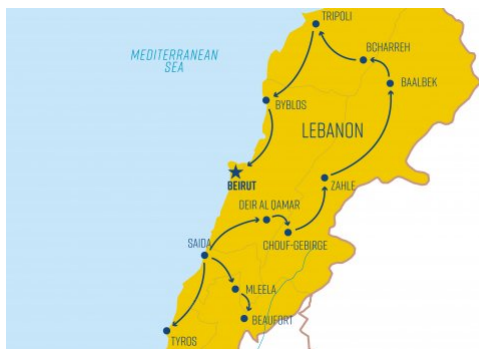 TRIPOLI
MEDITERRANEAN
SEA
BCHARREH
BAALBEK
BYBLOS
LEBANON
BEIRUT
ZAHLE
DEIR AL QAMAR
CHOUF-GEBIRGE
SAIDA
MLEELA
BEAUFORT
TYROS